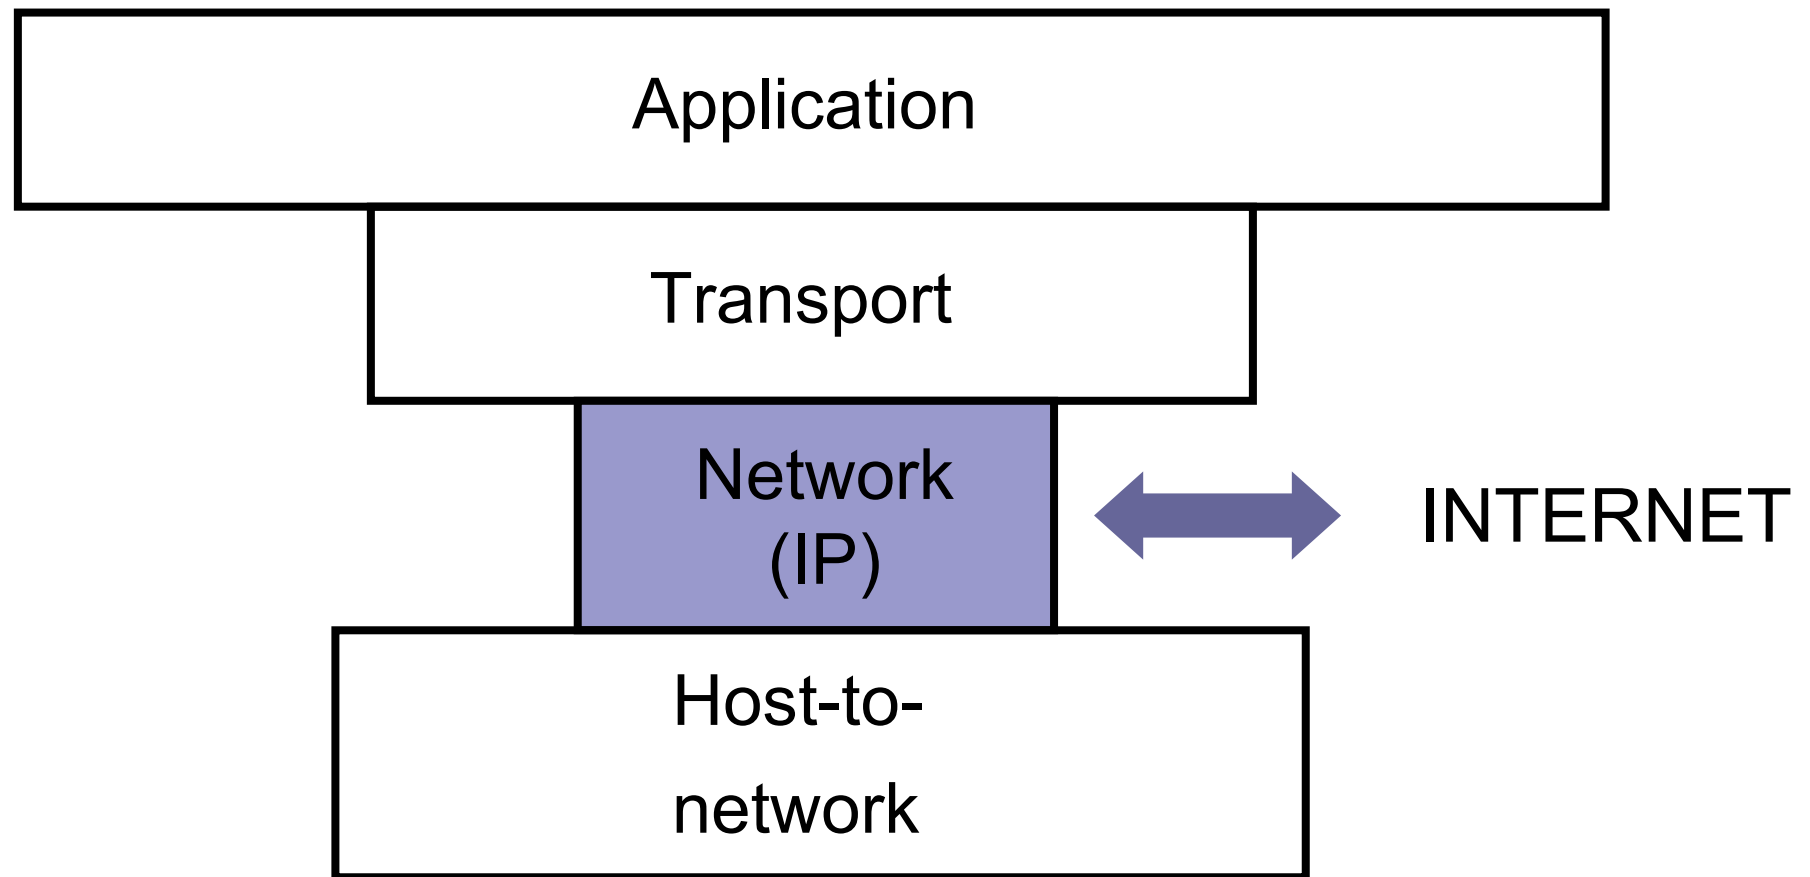 Application
Transport
Network
(IP)
INTERNET
Host-to-
network